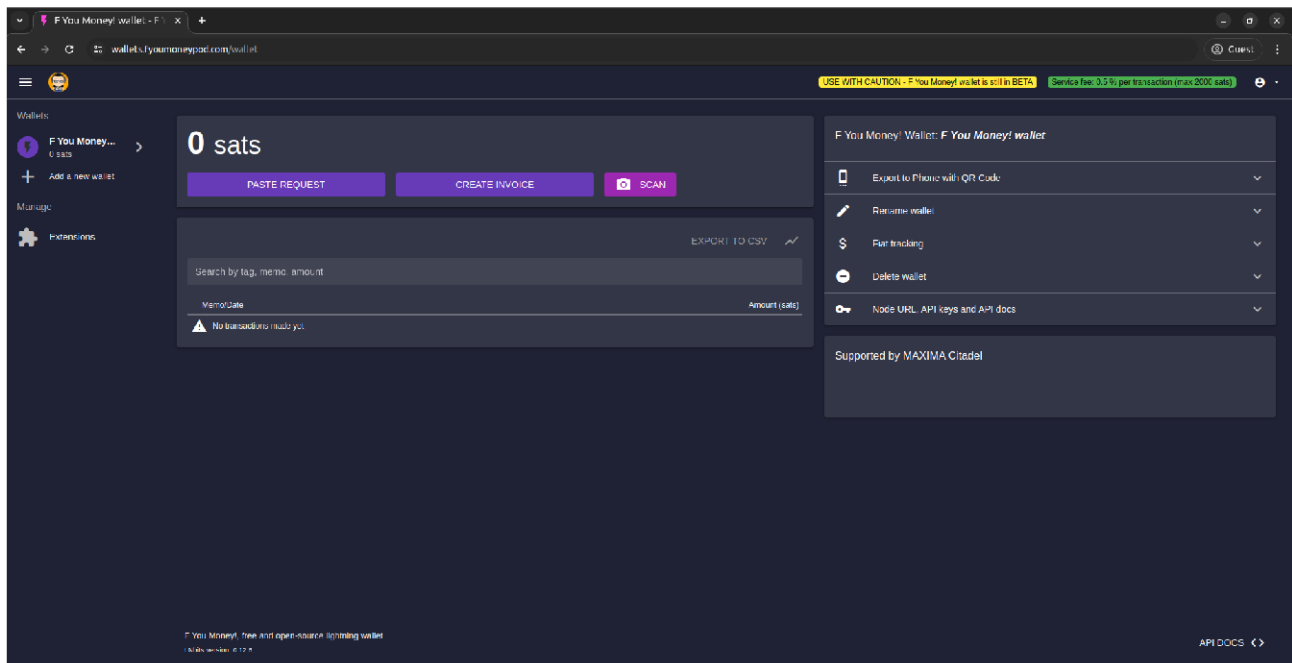 F You Money! wallet - F Y
wallets.fyoumoneypod.com/wallet
Guest
USE WITH CAUTION - F You Money! wallet is still in BETA
Service fee: 0.5 % per transaction (max 2000 sats)
Wallets
F You Money...
0 sats
Add a new wallet
Manage
Extensions
0 sats
PASTE REQUEST
CREATE INVOICE
SCAN
EXPORT TO CSV
Search by tag, memo, amount
Memo/Date
Amount (sats)
No transactions made yet
F You Money! Wallet: F You Money! wallet
Export to Phone with QR Code
Rename wallet
Fiat tracking
Delete wallet
Node URL, API keys and API docs
Supported by MAXIMA Citadel
F You Money!, free and open-source lightning wallet
LNbits version: 0.12.
API DOCS